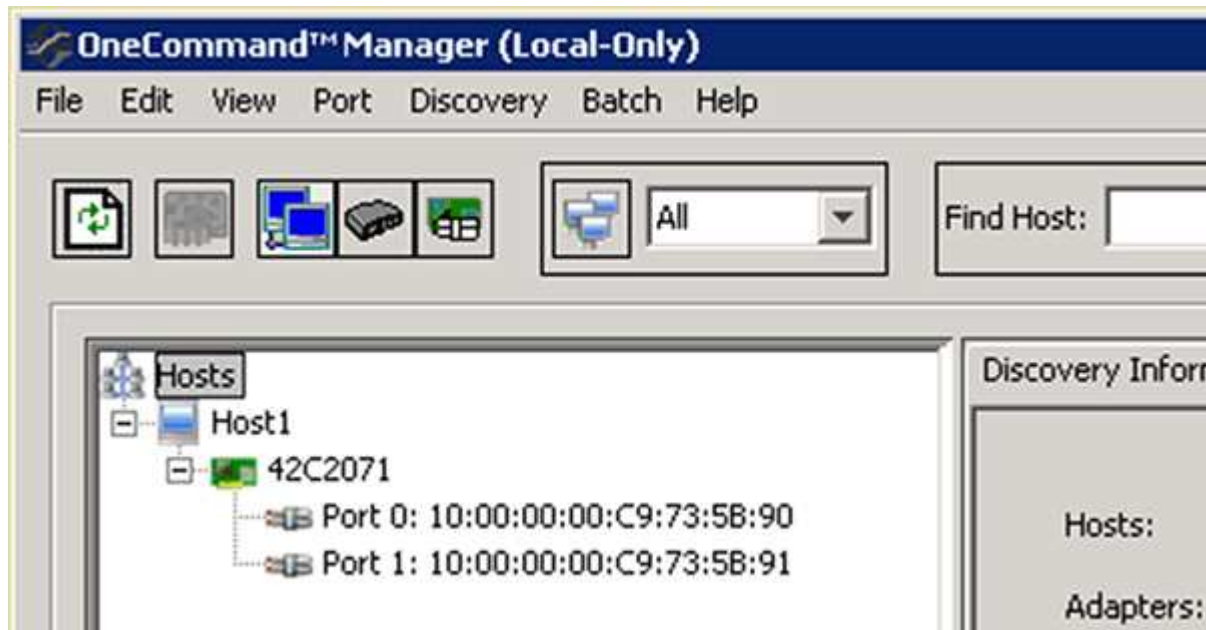 OneCommand™ Manager (Local-Only)
File Edit View Port Discovery Batch Help
All
Find Host:
Hosts
Host1
42C2071
Port 0: 10:00:00:00:C9:73:5B:90
Port 1: 10:00:00:00:C9:73:5B:91
Discovery Inforr
Hosts:
Adapters: